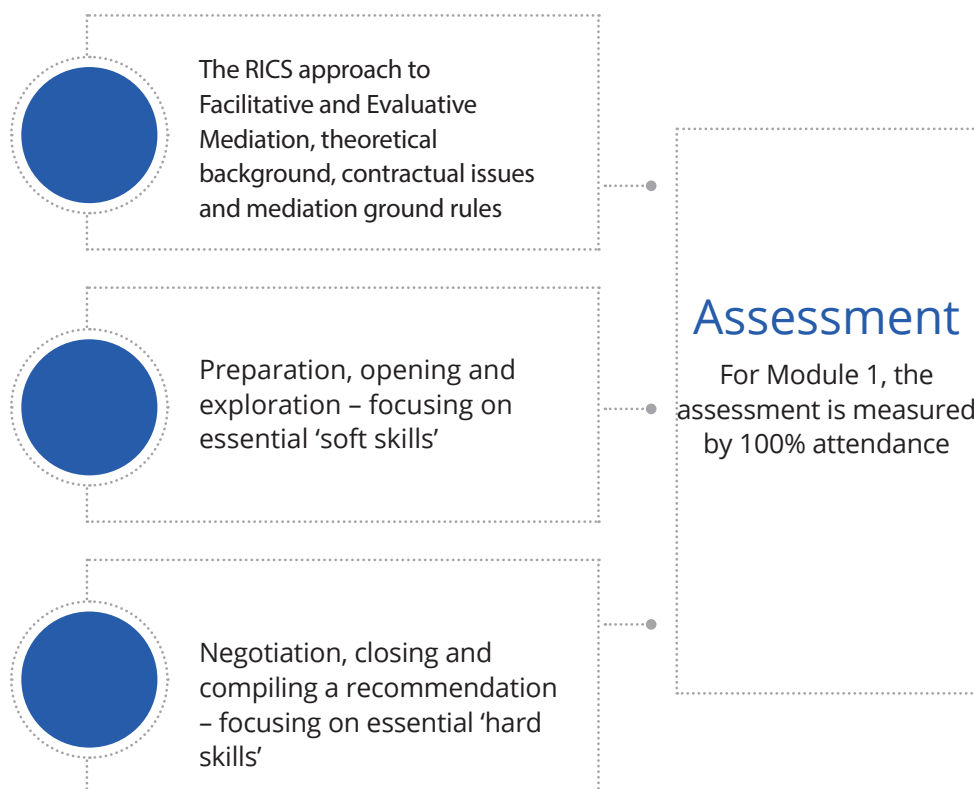 The RICS approach to
Facilitative and Evaluative
Mediation, theoretical
background, contractual issues
and mediation ground rules
Preparation, opening and
exploration – focusing on
essential ‘soft skills’
Negotiation, closing and
compiling a recommendation
– focusing on essential ‘hard
skills’
Assessment
For Module 1, the
assessment is measured
by 100% attendance